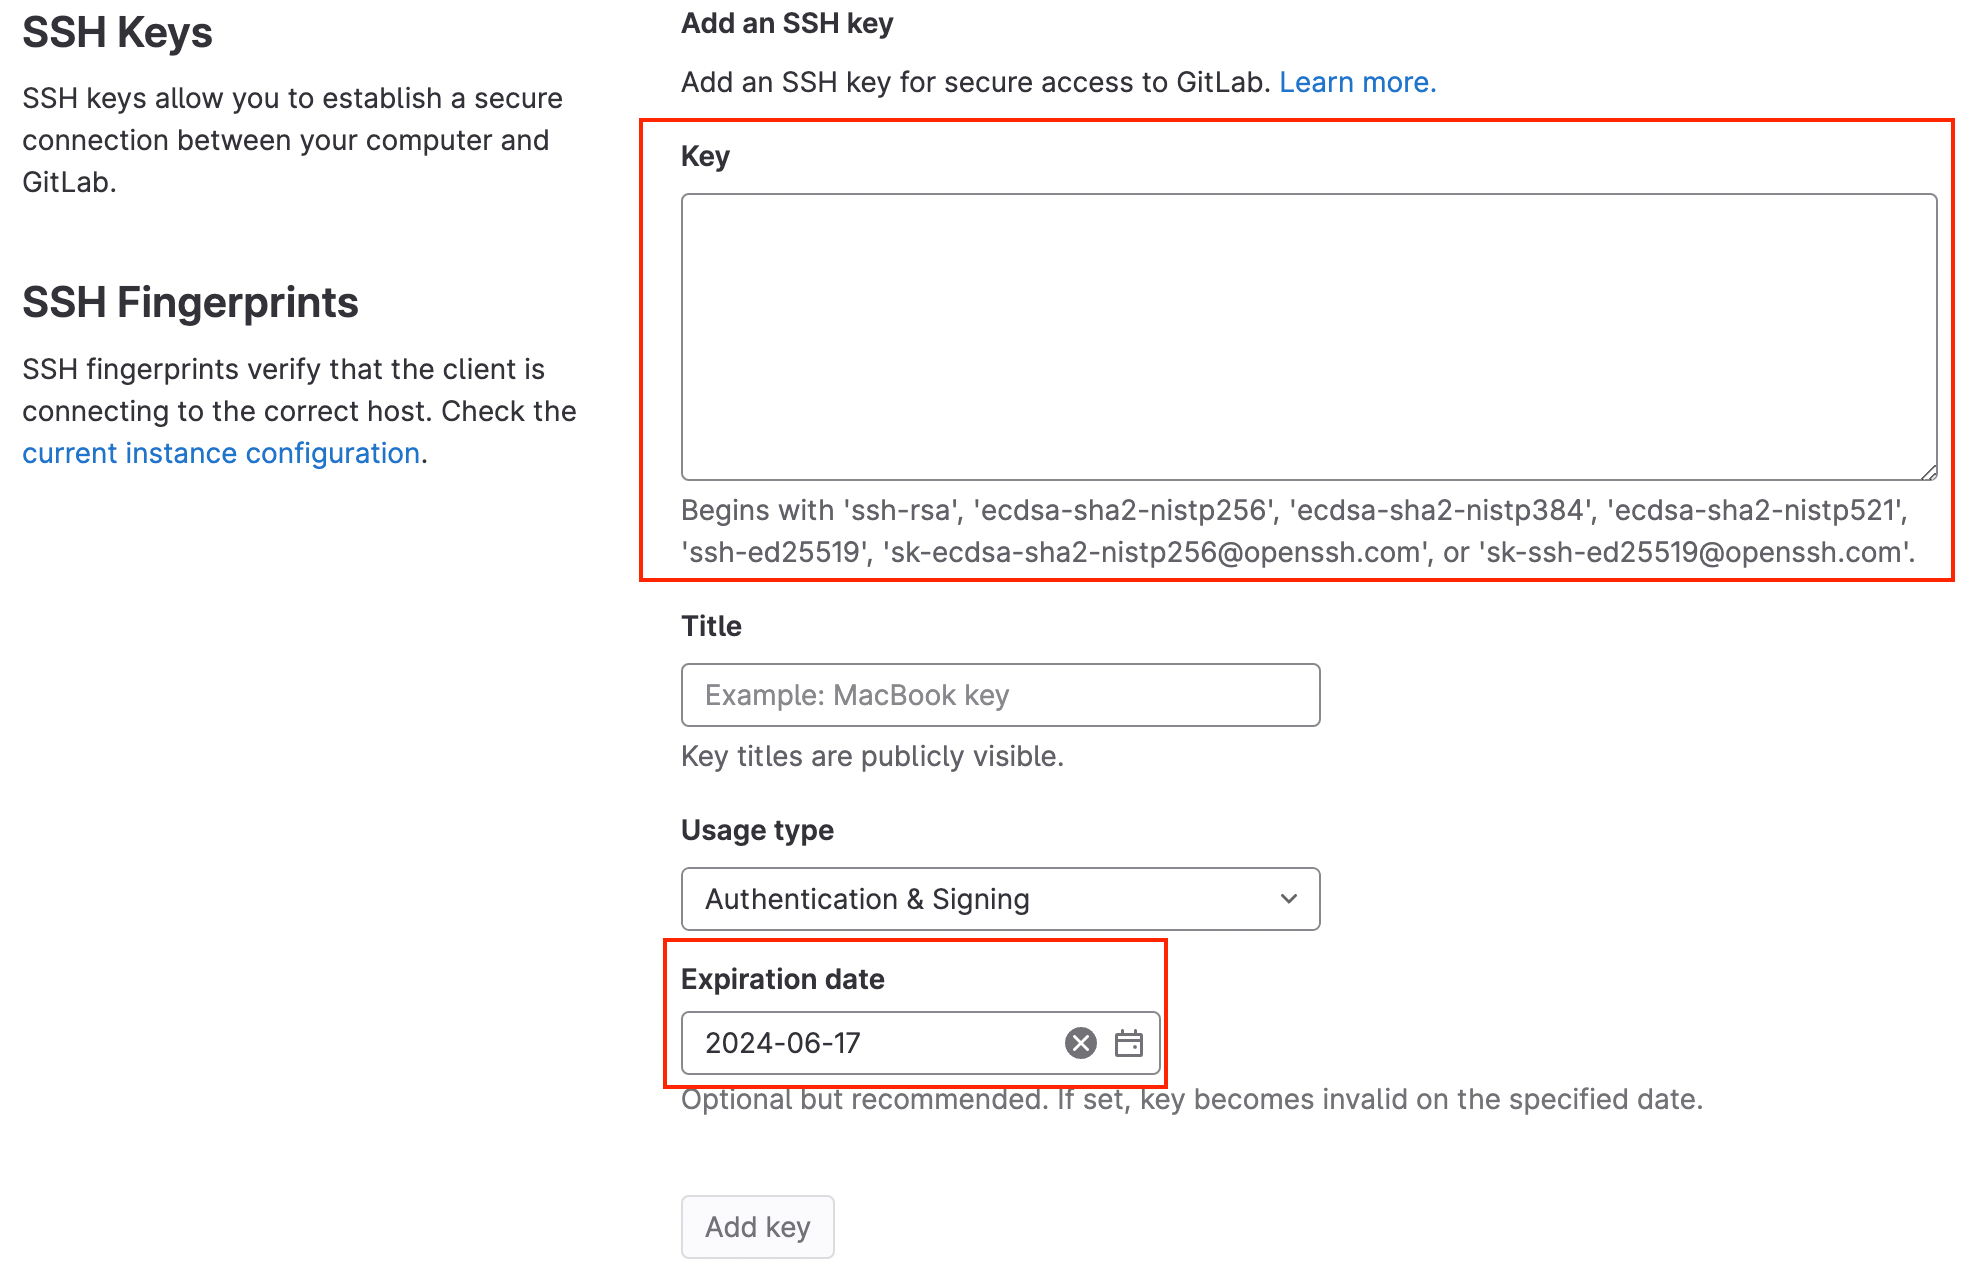 SSH Keys
SSH keys allow you to establish a secure
connection between your computer and
GitLab.
SSH Fingerprints
SSH fingerprints verify that the client is
connecting to the correct host. Check the
current instance configuration.
Add an SSH key
Add an SSH key for secure access to GitLab. Learn more.
Key
Begins with 'ssh-rsa', 'ecdsa-sha2-nistp256', 'ecdsa-sha2-nistp384', 'ecdsa-sha2-nistp521',
'ssh-ed25519', 'sk-ecdsa-sha2-nistp256@openssh.com', or 'sk-ssh-ed25519@openssh.com'.
Title
Example: MacBook key
Key titles are publicly visible.
Usage type
Authentication & Signing
Expiration date
2024-06-17
Optional but recommended. If set, key becomes invalid on the specified date.
Add key